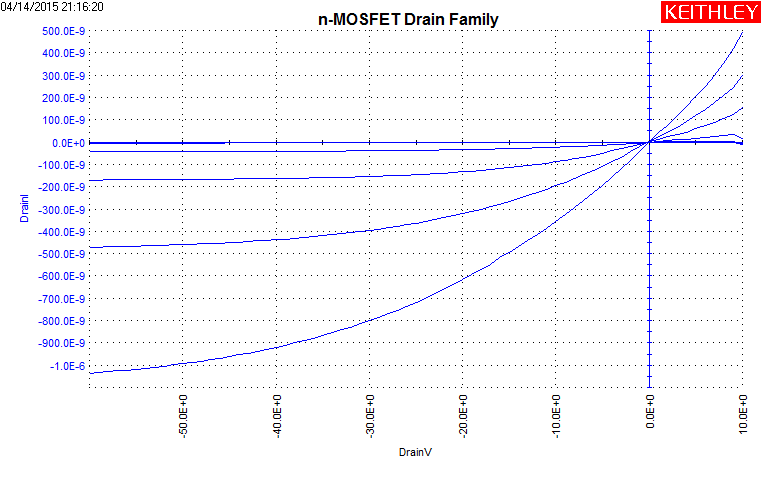 04/14/2015 21:16:20
KEITHLEY
n-MOSFET Drain Family
500.0E-9
400.0E-9
300.0E-9
200.0E-9
100.0E-9
0.0E+0
-100.0E-9
-200.0E-9
-300.0E-9
-400.0E-9
-500.0E-9
-600.0E-9
-700.0E-9
-800.0E-9
-900.0E-9
-1.0E-6
DrainI
-50.0E+0
-40.0E+0
-30.0E+0
-20.0E+0
-10.0E+0
0.0E+0
10.0E+0
DrainV